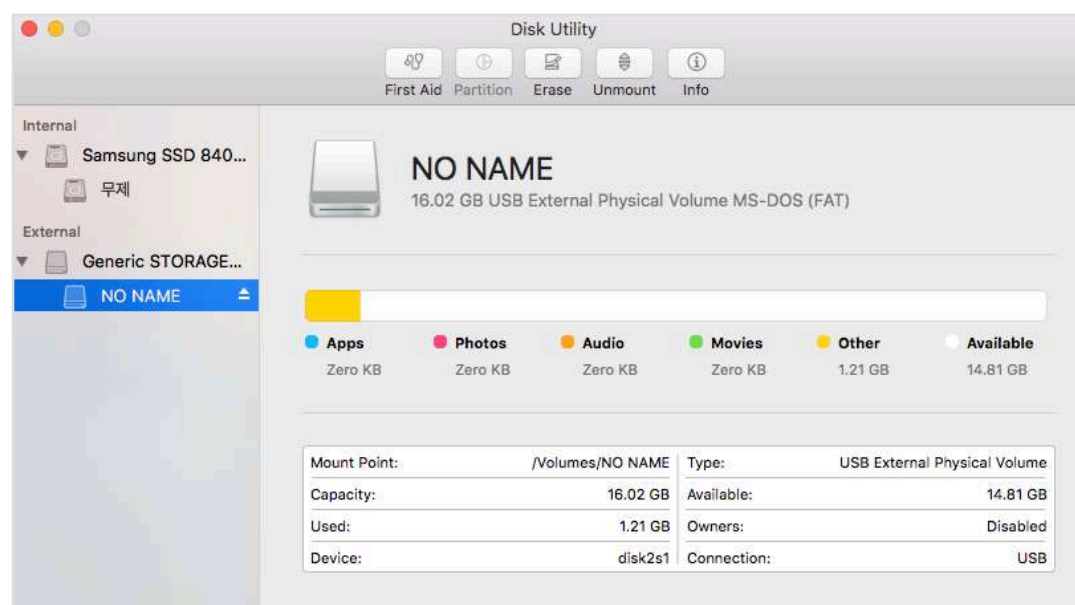 Disk Utility
First Aid Partition Erase Unmount Info
Internal
Samsung SSD 840...
무제
External
Generic STORAGE...
NO NAME
NO NAME
16.02 GB USB External Physical Volume MS-DOS (FAT)
Apps Photos Audio Movies Other Available
Zero KB Zero KB Zero KB Zero KB 1.21 GB 14.81 GB
Mount Point: /Volumes/NO NAME Type: USB External Physical Volume
Capacity: 16.02 GB Available: 14.81 GB
Used: 1.21 GB Owners: Disabled
Device: disk2s1 Connection: USB